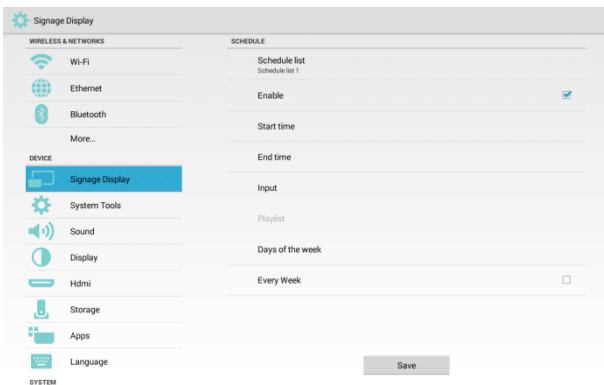 Signage Display
WIRELESS & NETWORKS
Wi-Fi
Ethernet
Bluetooth
More...
DEVICE
Signage Display
System Tools
Sound
Display
Hdmi
Storage
Apps
Language
SYSTEM
SCHEDULE
Schedule list
Schedule list 1
Enable
Start time
End time
Input
Playlist
Days of the week
Every Week
Save